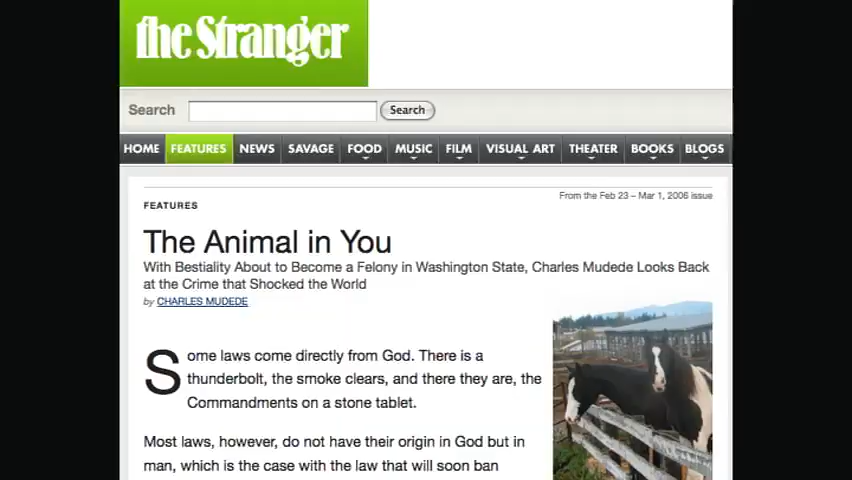 the Stranger
Search
Search
HOME FEATURES NEWS SAVAGE FOOD MUSIC FILM VISUAL ART THEATER BOOKS BLOGS
From the Feb 23 – Mar 1, 2006 issue
FEATURES
The Animal in You
With Bestiality About to Become a Felony in Washington State, Charles Mudede Looks Back
at the Crime that Shocked the World
by CHARLES MUDEDE
Some laws come directly from God. There is a
thunderbolt, the smoke clears, and there they are, the
Commandments on a stone tablet.
Most laws, however, do not have their origin in God but in
man, which is the case with the law that will soon ban